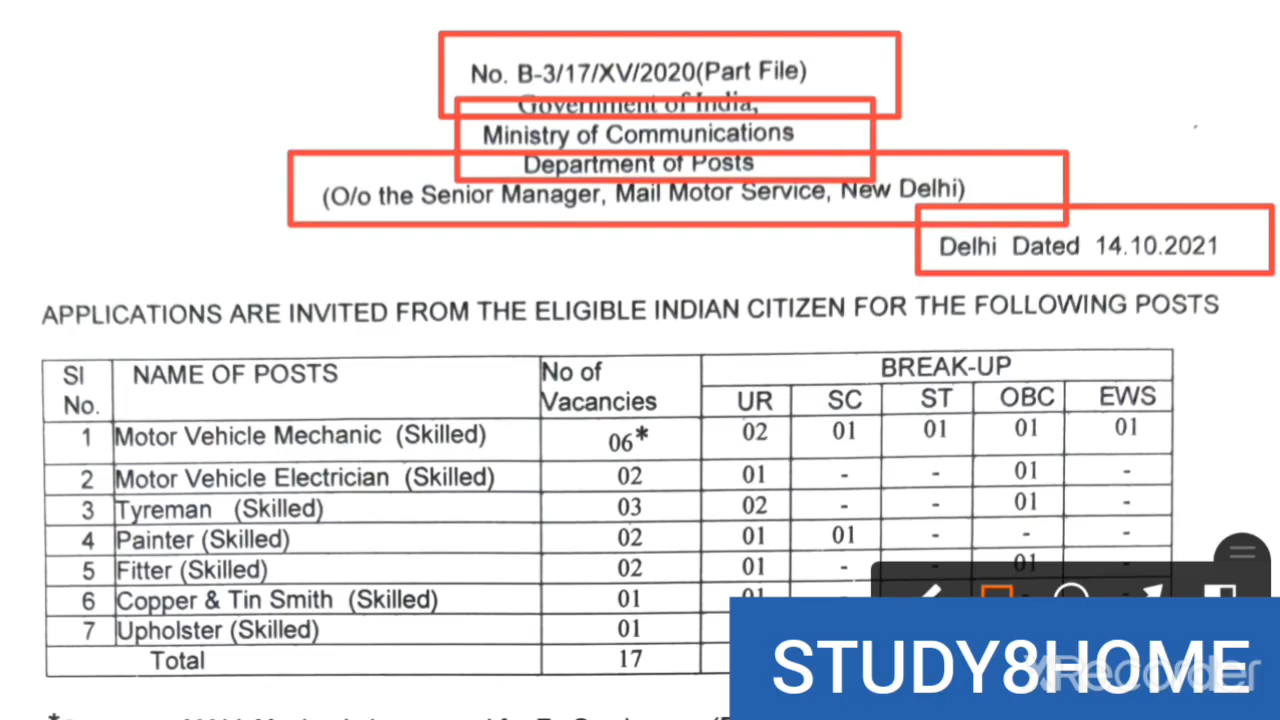 No. B-3/17/XV/2020(Part File)
Government of India,
Ministry of Communications
Department of Posts
(O/o the Senior Manager, Mail Motor Service, New Delhi)
Delhi Dated 14.10.2021
APPLICATIONS ARE INVITED FROM THE ELIGIBLE INDIAN CITIZEN FOR THE FOLLOWING POSTS
Sl No. NAME OF POSTS No of Vacancies BREAK-UP
UR SC ST OBC EWS
1 Motor Vehicle Mechanic (Skilled) 06* 02 01 01 01 01
2 Motor Vehicle Electrician (Skilled) 02 01 - - 01 -
3 Tyreman (Skilled) 03 02 - - 01 -
4 Painter (Skilled) 02 01 01 - - -
5 Fitter (Skilled) 02 01 - - 01
6 Copper & Tin Smith (Skilled) 01 01
7 Upholster (Skilled) 01
Total 17
STUDY8HOME
XRecorder